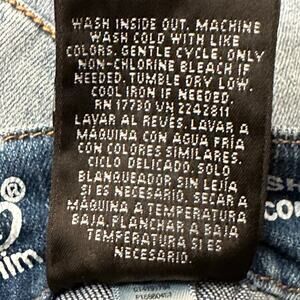 WASH INSIDE OUT. MACHINE
WASH COLD WITH LIKE
COLORS. GENTLE CYCLE. ONLY
NON-CHLORINE BLEACH IF
NEEDED. TUMBLE DRY LOW.
COOL IRON IF NEEDED.
RN 17780 VN 2242811
LAVAR AL REVÉS. LAVAR A
MÁQUINA CON AGUA FRÍA
CON COLORES SIMILARES.
CICLO DELICADO. SOLO
BLANQUEADOR SIN LEJÍA
SI ES NECESARIO. SECAR A
MÁQUINA A TEMPERATURA
BAJA. PLANCHAR A BAJA
TEMPERATURA SI ES
NECESARIO.